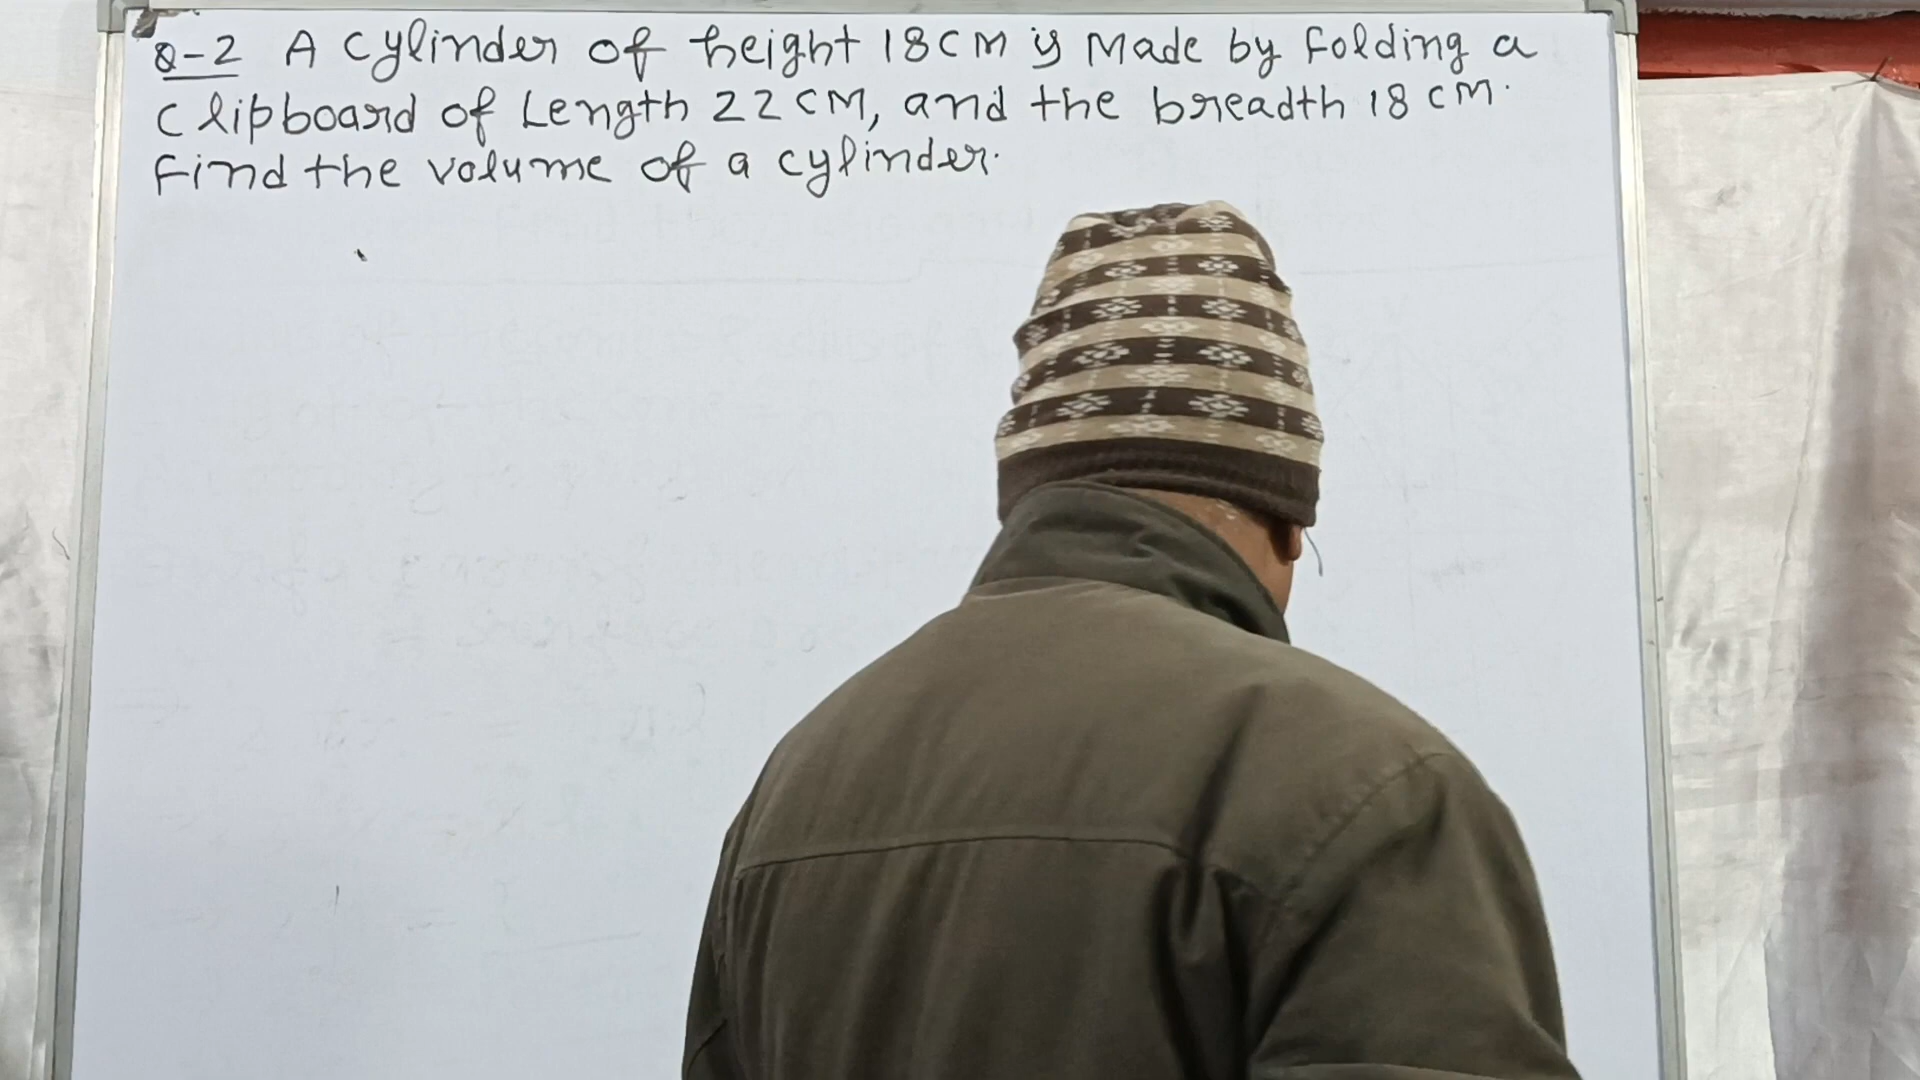 Q-2 A cylinder of height 18CM is Made by Folding a
clipboard of Length 22CM, and the breadth 18 CM.
Find the volume of a cylinder.